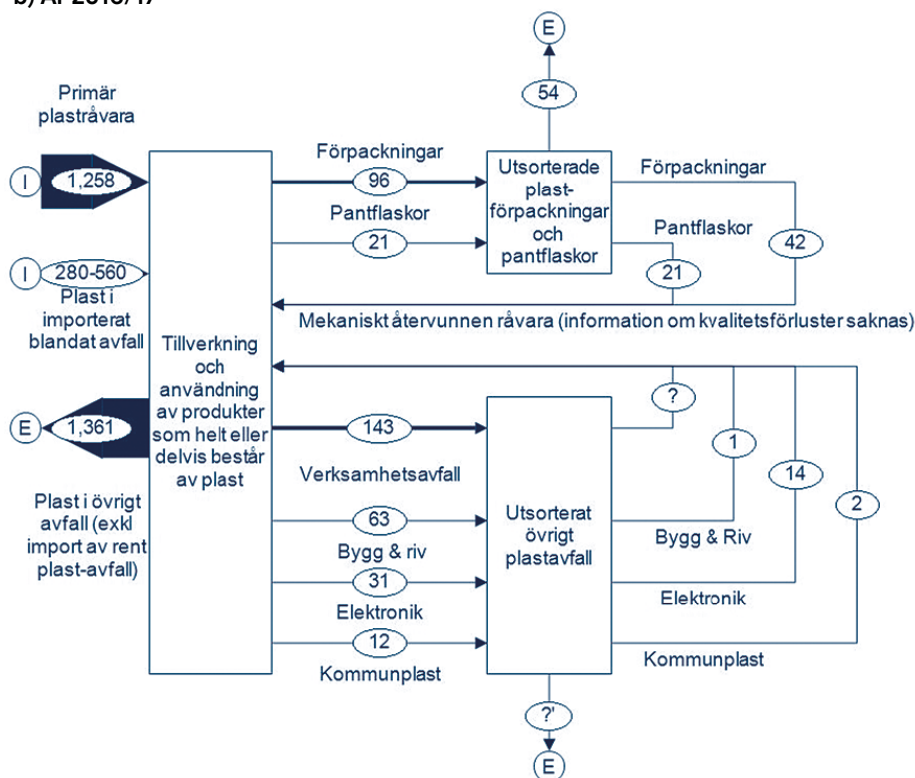 b) År 2016/17
E
54
Primär
plastråvara
I
1,258
Förpackningar
96
Pantflaskor
21
Utsorterade
plast-
förpackningar
och
pantflaskor
Förpackningar
Pantflaskor
42
21
I
280-560
Plast i
importerat
blandat avfall
Mekaniskt återvunnen råvara (information om kvalitetsförluster saknas)
Tillverkning
och
användning
av produkter
som helt eller
delvis består
av plast
E
1,361
Plast i övrigt
avfall (exkl
import av rent
plast-avfall)
143
Verksamhetsavfall
63
Bygg & riv
31
Elektronik
12
Kommunplast
Utsorterat
övrigt
plastavfall
?
1
14
2
Bygg & Riv
Elektronik
Kommunplast
?'
E